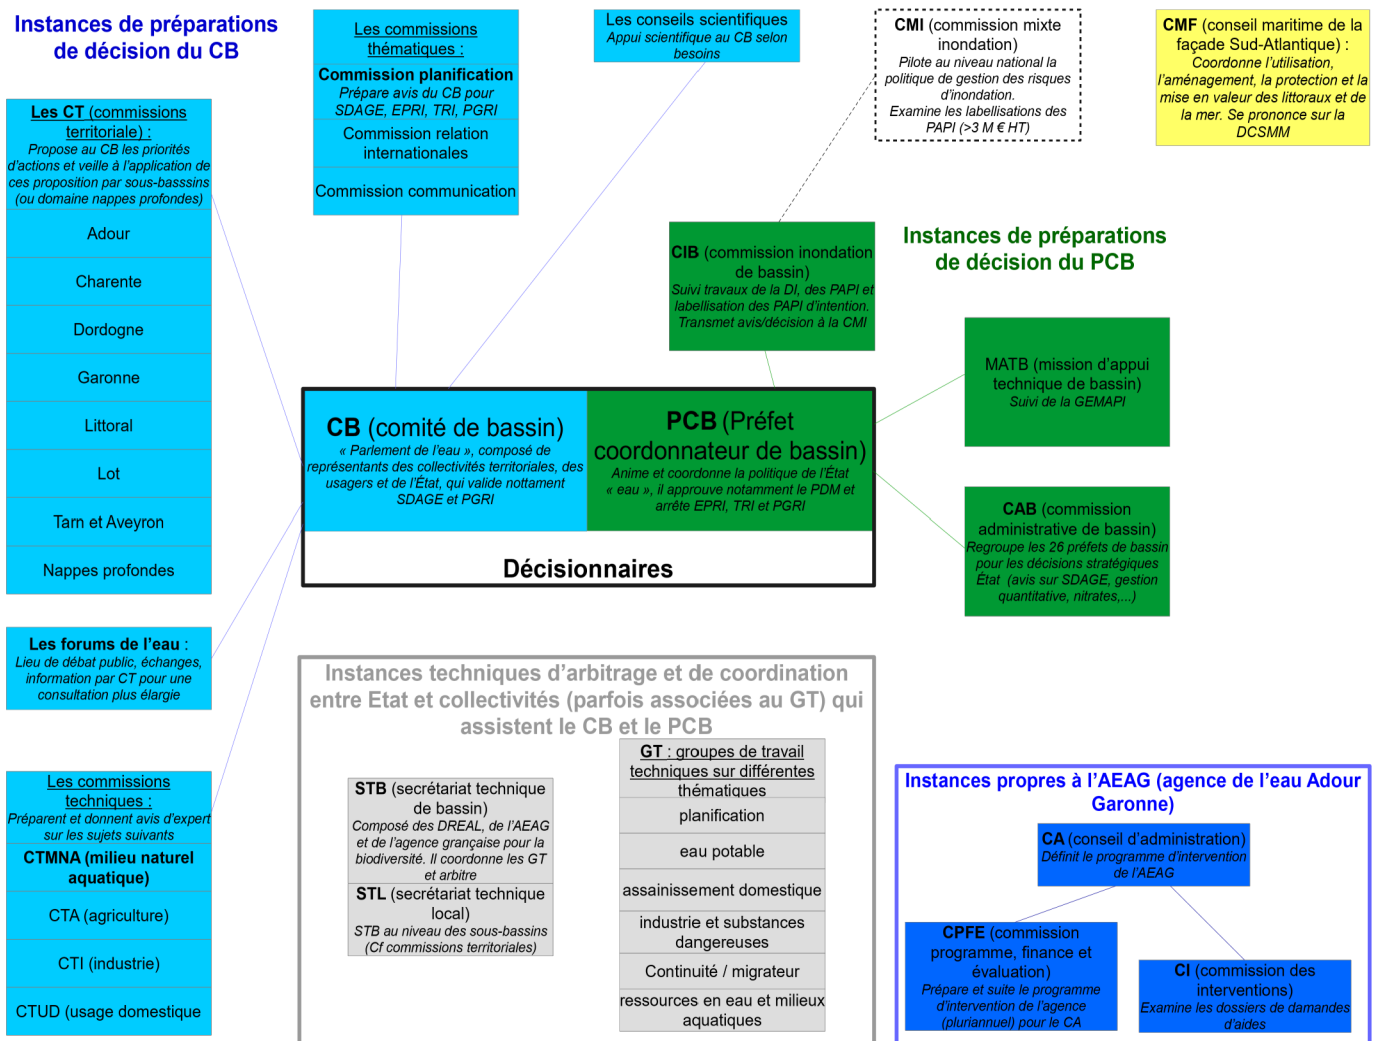 Instances de préparations
de décision du CB
Les CT (commissions
territoriale) :
Propose au CB les priorités
d'actions et veille à l'application de
ces proposition par sous-basssins
(ou domaine nappes profondes)
Adour
Charente
Dordogne
Garonne
Littoral
Lot
Tarn et Aveyron
Nappes profondes
Les forums de l'eau :
Lieu de débat public, échanges,
information par CT pour une
consultation plus élargie
Les commissions
techniques :
Préparent et donnent avis d'expert
sur les sujets suivants
CTMNA (milieu naturel
aquatique)
CTA (agriculture)
CTI (industrie)
CTUD (usage domestique
Les commissions
thématiques :
Commission planification
Prépare avis du CB pour
SDAGE, EPRI, TRI, PGRI
Commission relation
internationales
Commission communication
Les conseils scientifiques
Appui scientifique au CB selon
besoins
CMI (commission mixte
inondation)
Pilote au niveau national la
politique de gestion des risques
d'inondation.
Examine les labellisations des
PAPI (>3 M € HT)
CMF (conseil maritime de la
façade Sud-Atlantique) :
Coordonne l'utilisation,
l'aménagement, la protection et la
mise en valeur des littoraux et de
la mer. Se prononce sur la
DCSMM
CIB (commission inondation
de bassin)
Suivi travaux de la DI, des PAPI et
labellisation des PAPI d'intention.
Transmet avis/décision à la CMI
Instances de préparations
de décision du PCB
MATB (mission d'appui
technique de bassin)
Suivi de la GEMAPI
CAB (commission
administrative de bassin)
Regroupe les 26 préfets de bassin
pour les décisions stratégiques
État (avis sur SDAGE, gestion
quantitative, nitrates,...)
CB (comité de bassin)
« Parlement de l'eau », composé de
représentants des collectivités territoriales, des
usagers et de l'État, qui valide nottament
SDAGE et PGRI
PCB (Préfet
coordonnateur de bassin)
Anime et coordonne la politique de l'État
« eau », il approuve notamment le PDM et
arrête EPRI, TRI et PGRI
Décisionnaires
Instances techniques d'arbitrage et de coordination
entre Etat et collectivités (parfois associées au GT) qui
assistent le CB et le PCB
STB (secrétariat technique
de bassin)
Composé des DREAL, de l'AEAG
et de l'agence grançaise pour la
biodiversité. Il coordonne les GT
et arbitre
STL (secrétariat technique
local)
STB au niveau des sous-bassins
(Cf commissions territoriales)
GT : groupes de travail
techniques sur différentes
thématiques
planification
eau potable
assainissement domestique
industrie et substances
dangereuses
Continuité / migrateur
ressources en eau et milieux
aquatiques
Instances propres à l'AEAG (agence de l'eau Adour
Garonne)
CA (conseil d'administration)
Définit le programme d'intervention
de l'AEAG
CPFE (commission
programme, finance et
évaluation)
Prépare et suite le programme
d'intervention de l'agence
(pluriannuel) pour le CA
CI (commission des
interventions)
Examine les dossiers de damandes
d'aides